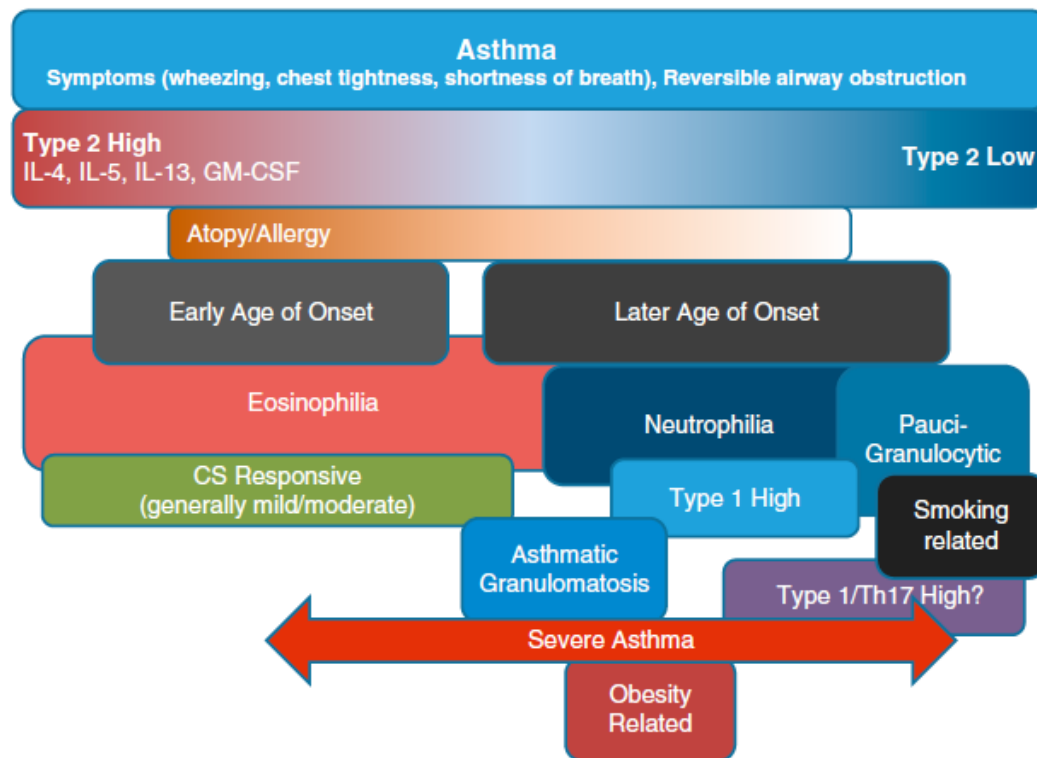 Asthma
Symptoms (wheezing, chest tightness, shortness of breath), Reversible airway obstruction
Type 2 High
IL-4, IL-5, IL-13, GM-CSF
Type 2 Low
Atopy/Allergy
Early Age of Onset
Later Age of Onset
Eosinophilia
Neutrophilia
Pauci-
Granulocytic
CS Responsive
(generally mild/moderate)
Type 1 High
Smoking
related
Asthmatic
Granulomatosis
Type 1/Th17 High?
Severe Asthma
Obesity
Related